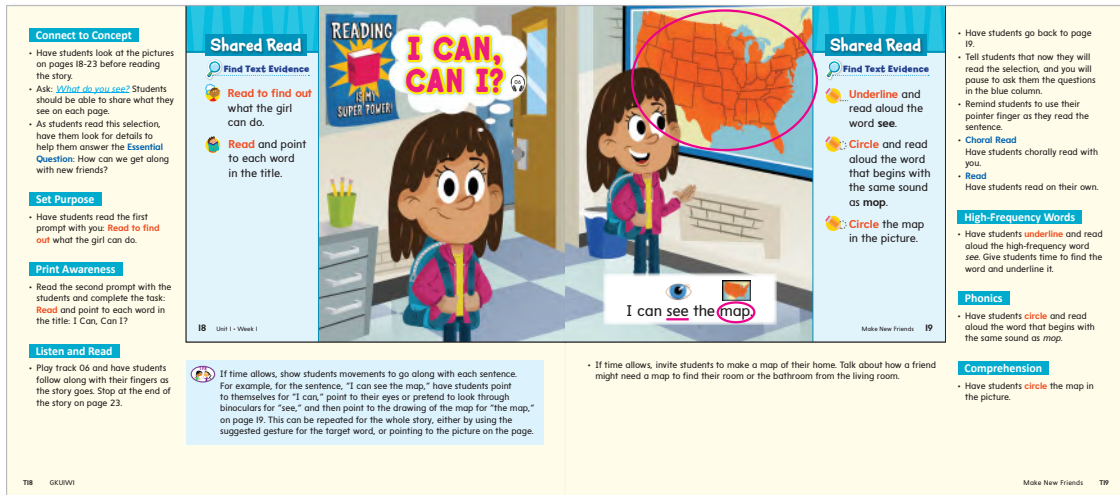 Connect to Concept
• Have students look at the pictures
on pages 18-23 before reading
the story.
• Ask: What do you see? Students
should be able to share what they
see on each page.
• As students read this selection,
have them look for details to
help them answer the Essential
Question: How can we get along
with new friends?
Set Purpose
• Have students read the first
prompt with you: Read to find
out what the girl can do.
Print Awareness
• Read the second prompt with the
students and complete the task:
Read and point to each word in
the title: I Can, Can I?
Listen and Read
• Play track 06 and have students
follow along with their fingers as
the story goes. Stop at the end of
the story on page 23.
Shared Read
Find Text Evidence
Read to find out
what the girl
can do.
Read and point
to each word
in the title.
18 Unit 1 • Week 1
READING
IS MY
SUPER POWER!
I CAN,
CAN I?
06
I can see the map.
Shared Read
Find Text Evidence
Underline and
read aloud the
word see.
Circle and read
aloud the word
that begins with
the same sound
as mop.
Circle the map
in the picture.
Make New Friends 19
If time allows, show students movements to go along with each sentence.
For example, for the sentence, "I can see the map," have students point
to themselves for "I can," point to their eyes or pretend to look through
binoculars for "see," and then point to the drawing of the map for "the map,"
on page 19. This can be repeated for the whole story, either by using the
suggested gesture for the target word, or pointing to the picture on the page.
• If time allows, invite students to make a map of their home. Talk about how a friend
might need a map to find their room or the bathroom from the living room.
• Have students go back to page
19.
• Tell students that now they will
read the selection, and you will
pause to ask them the questions
in the blue column.
• Remind students to use their
pointer finger as they read the
sentence.
• Choral Read
Have students chorally read with
you.
• Read
Have students read on their own.
High-Frequency Words
• Have students underline and read
aloud the high-frequency word
see. Give students time to find the
word and underline it.
Phonics
• Have students circle and read
aloud the word that begins with
the same sound as mop.
Comprehension
• Have students circle the map in
the picture.
T18 GKU1W1
Make New Friends T19